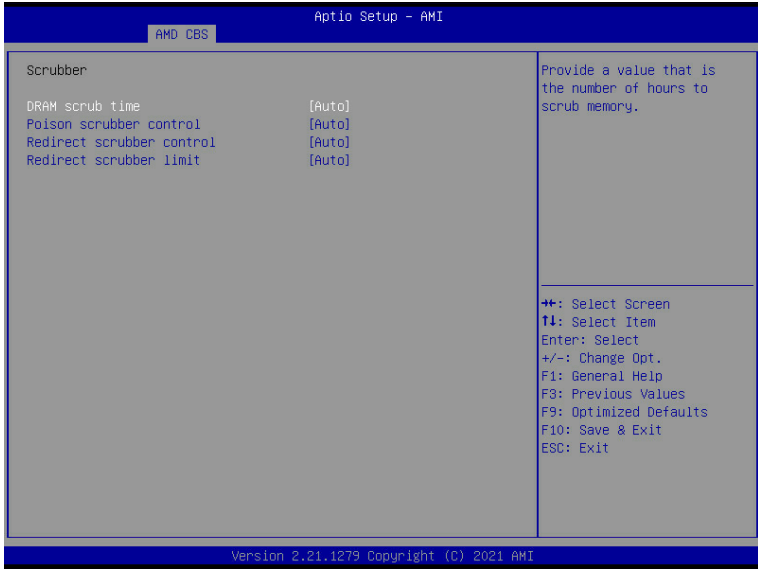 Aptio Setup – AMI
AMD CBS
Scrubber
DRAM scrub time [Auto]
Poison scrubber control [Auto]
Redirect scrubber control [Auto]
Redirect scrubber limit [Auto]
Provide a value that is
the number of hours to
scrub memory.
→←: Select Screen
↑↓: Select Item
Enter: Select
+/-: Change Opt.
F1: General Help
F3: Previous Values
F9: Optimized Defaults
F10: Save & Exit
ESC: Exit
Version 2.21.1279 Copyright (C) 2021 AMI